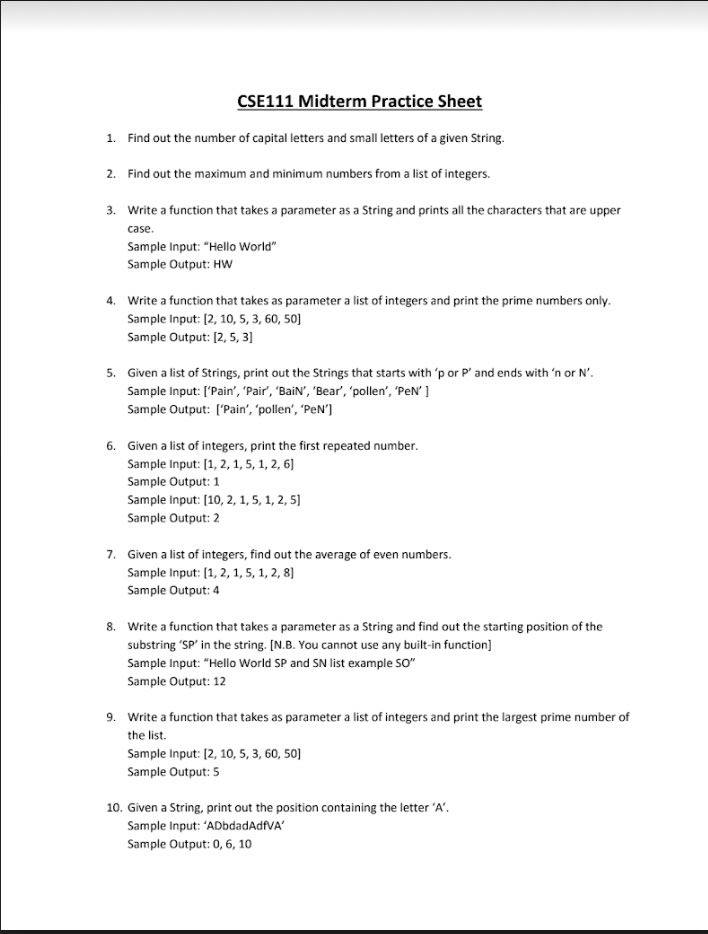 CSE111 Midterm Practice Sheet
1. Find out the number of capital letters and small letters of a given String.
2. Find out the maximum and minimum numbers from a list of integers.
3. Write a function that takes a parameter as a String and prints all the characters that are upper
case.
Sample Input: “Hello World”
Sample Output: HW
4. Write a function that takes as parameter a list of integers and print the prime numbers only.
Sample Input: [2, 10, 5, 3, 60, 50]
Sample Output: [2, 5, 3]
5. Given a list of Strings, print out the Strings that starts with ‘p or P’ and ends with ‘n or N’.
Sample Input: [‘Pain’, ‘Pair’, ‘BaiN’, ‘Bear’, ‘pollen’, ‘PeN’ ]
Sample Output: [‘Pain’, ‘pollen’, ‘PeN’]
6. Given a list of integers, print the first repeated number.
Sample Input: [1, 2, 1, 5, 1, 2, 6]
Sample Output: 1
Sample Input: [10, 2, 1, 5, 1, 2, 5]
Sample Output: 2
7. Given a list of integers, find out the average of even numbers.
Sample Input: [1, 2, 1, 5, 1, 2, 8]
Sample Output: 4
8. Write a function that takes a parameter as a String and find out the starting position of the
substring ‘SP’ in the string. [N.B. You cannot use any built-in function]
Sample Input: “Hello World SP and SN list example SO”
Sample Output: 12
9. Write a function that takes as parameter a list of integers and print the largest prime number of
the list.
Sample Input: [2, 10, 5, 3, 60, 50]
Sample Output: 5
10. Given a String, print out the position containing the letter ‘A’.
Sample Input: ‘ADbdadAdfVA’
Sample Output: 0, 6, 10